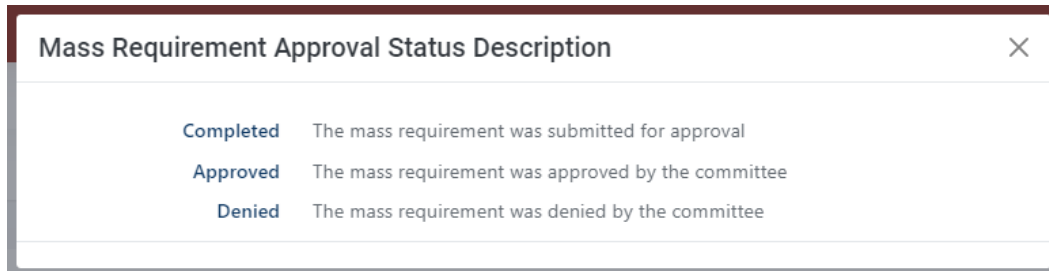 Mass Requirement Approval Status Description
Completed The mass requirement was submitted for approval
Approved The mass requirement was approved by the committee
Denied The mass requirement was denied by the committee